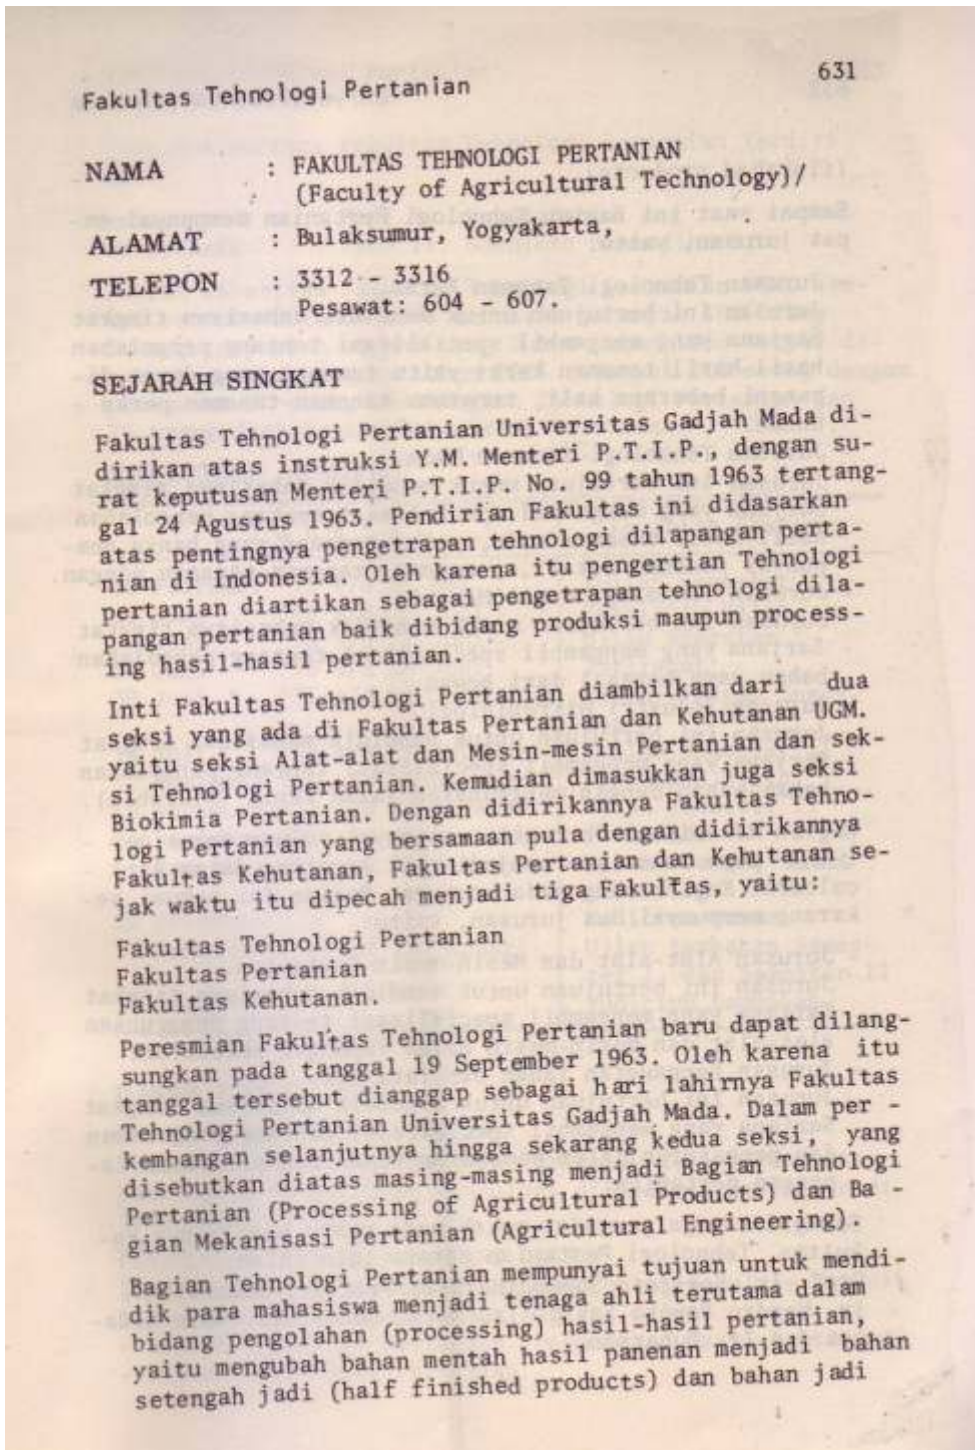 Fakultas Tehnologi Pertanian 631
NAMA : FAKULTAS TEHNOLOGI PERTANIAN
(Faculty of Agricultural Technology)/
ALAMAT : Bulaksumur, Yogyakarta,
TELEPON : 3312 - 3316
Pesawat: 604 - 607.
SEJARAH SINGKAT
Fakultas Tehnologi Pertanian Universitas Gadjah Mada di-
dirikan atas instruksi Y.M. Menteri P.T.I.P., dengan su-
rat keputusan Menteri P.T.I.P. No. 99 tahun 1963 tertang-
gal 24 Agustus 1963. Pendirian Fakultas ini didasarkan
atas pentingnya pengetrapan tehnologi dilapangan perta-
nian di Indonesia. Oleh karena itu pengertian Tehnologi
pertanian diartikan sebagai pengetrapan tehnologi dila-
pangan pertanian baik dibidang produksi maupun process-
ing hasil-hasil pertanian.
Inti Fakultas Tehnologi Pertanian diambilkan dari dua
seksi yang ada di Fakultas Pertanian dan Kehutanan UGM.
yaitu seksi Alat-alat dan Mesin-mesin Pertanian dan sek-
si Tehnologi Pertanian. Kemudian dimasukkan juga seksi
Biokimia Pertanian. Dengan didirikannya Fakultas Tehno-
logi Pertanian yang bersamaan pula dengan didirikannya
Fakultas Kehutanan, Fakultas Pertanian dan Kehutanan se-
jak waktu itu dipecah menjadi tiga Fakultas, yaitu:
Fakultas Tehnologi Pertanian
Fakultas Pertanian
Fakultas Kehutanan.
Peresmian Fakultas Tehnologi Pertanian baru dapat dilang-
sungkan pada tanggal 19 September 1963. Oleh karena itu
tanggal tersebut dianggap sebagai hari lahirnya Fakultas
Tehnologi Pertanian Universitas Gadjah Mada. Dalam per -
kembangan selanjutnya hingga sekarang kedua seksi, yang
disebutkan diatas masing-masing menjadi Bagian Tehnologi
Pertanian (Processing of Agricultural Products) dan Ba -
gian Mekanisasi Pertanian (Agricultural Engineering).
Bagian Tehnologi Pertanian mempunyai tujuan untuk mendi-
dik para mahasiswa menjadi tenaga ahli terutama dalam
bidang pengolahan (processing) hasil-hasil pertanian,
yaitu mengubah bahan mentah hasil panenan menjadi bahan
setengah jadi (half finished products) dan bahan jadi